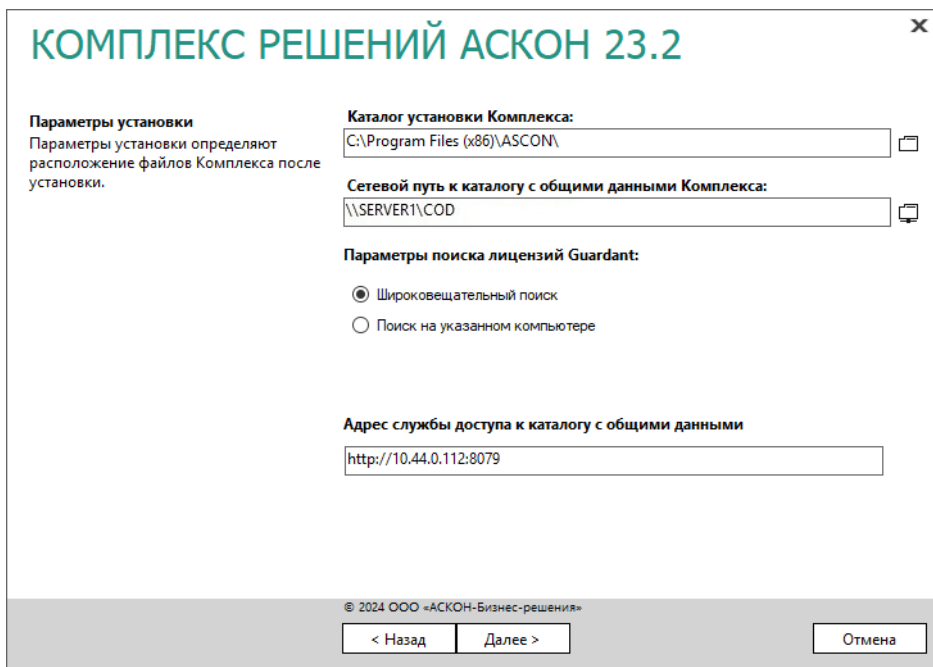 КОМПЛЕКС РЕШЕНИЙ АСКОН 23.2
Параметры установки
Параметры установки определяют
расположение файлов Комплекса после
установки.
Каталог установки Комплекса:
C:\Program Files (x86)\ASCON\
Сетевой путь к каталогу с общими данными Комплекса:
\\SERVER1\COD
Параметры поиска лицензий Guardant:
Широковещательный поиск
Поиск на указанном компьютере
Адрес службы доступа к каталогу с общими данными
http://10.44.0.112:8079
© 2024 ООО «АСКОН-Бизнес-решения»
< Назад
Далее >
Отмена